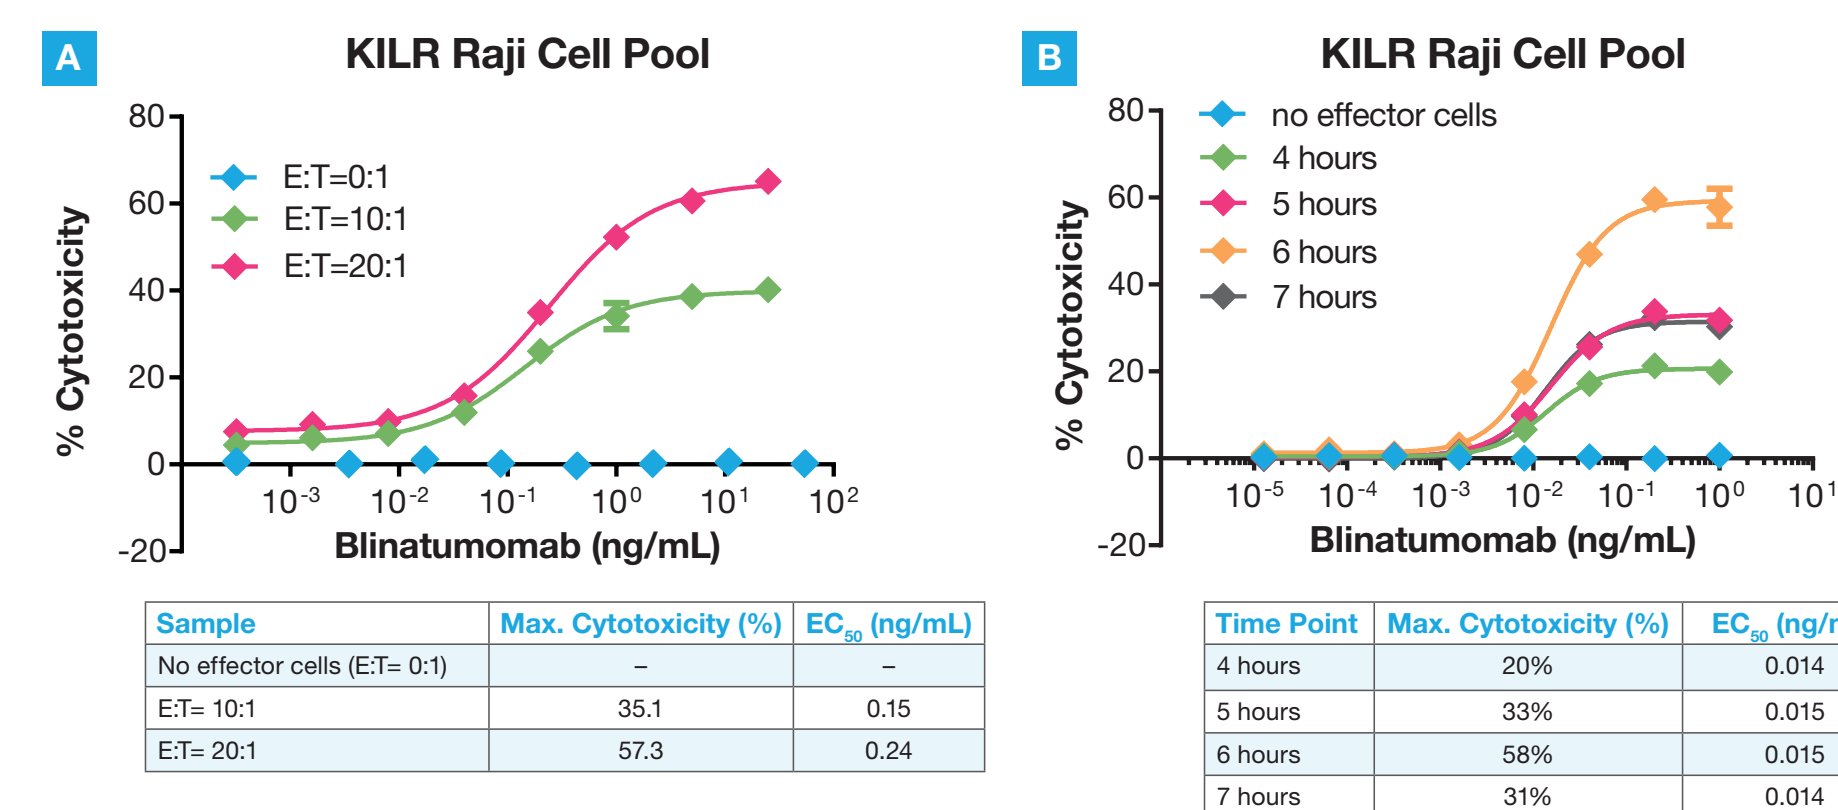 A
KILR Raji Cell Pool
80
60
40
20
0
-20
% Cytotoxicity
E:T=0:1
E:T=10:1
E:T=20:1
10-3 10-2 10-1 100 101 102
Blinatumomab (ng/mL)
Sample Max. Cytotoxicity (%) EC50 (ng/mL)
No effector cells (E:T= 0:1) – –
E:T= 10:1 35.1 0.15
E:T= 20:1 57.3 0.24
B
KILR Raji Cell Pool
80
60
40
20
0
-20
% Cytotoxicity
no effector cells
4 hours
5 hours
6 hours
7 hours
10-5 10-4 10-3 10-2 10-1 100 101
Blinatumomab (ng/mL)
Time Point Max. Cytotoxicity (%) EC50 (ng/
4 hours 20% 0.014
5 hours 33% 0.015
6 hours 58% 0.015
7 hours 31% 0.014